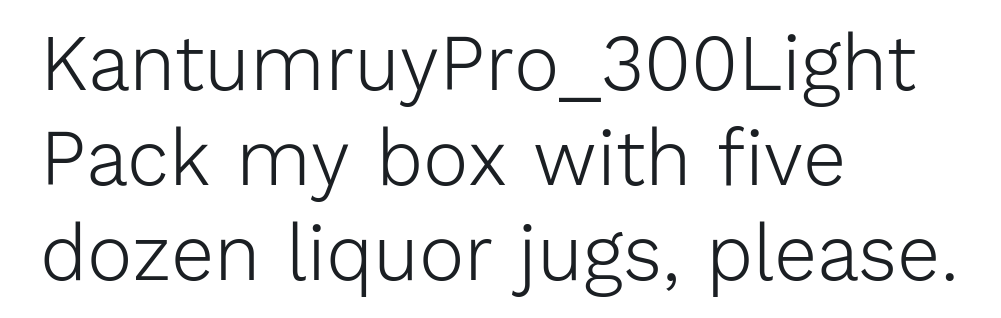 KantumruyPro_300Light
Pack my box with five
dozen liquor jugs, please.